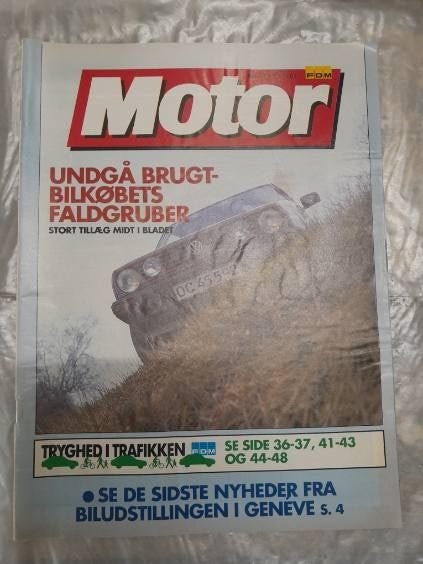 FDM
Motor
UNDGÅ BRUGT-
BILKØBETS
FALDGRUBER
STORT TILLÆG MIDT I BLADET
TRYGHED I TRAFIKKEN FDM SE SIDE 36-37, 41-43
OG 44-48
• SE DE SIDSTE NYHEDER FRA
BILUDSTILLINGEN I GENEVE S. 4